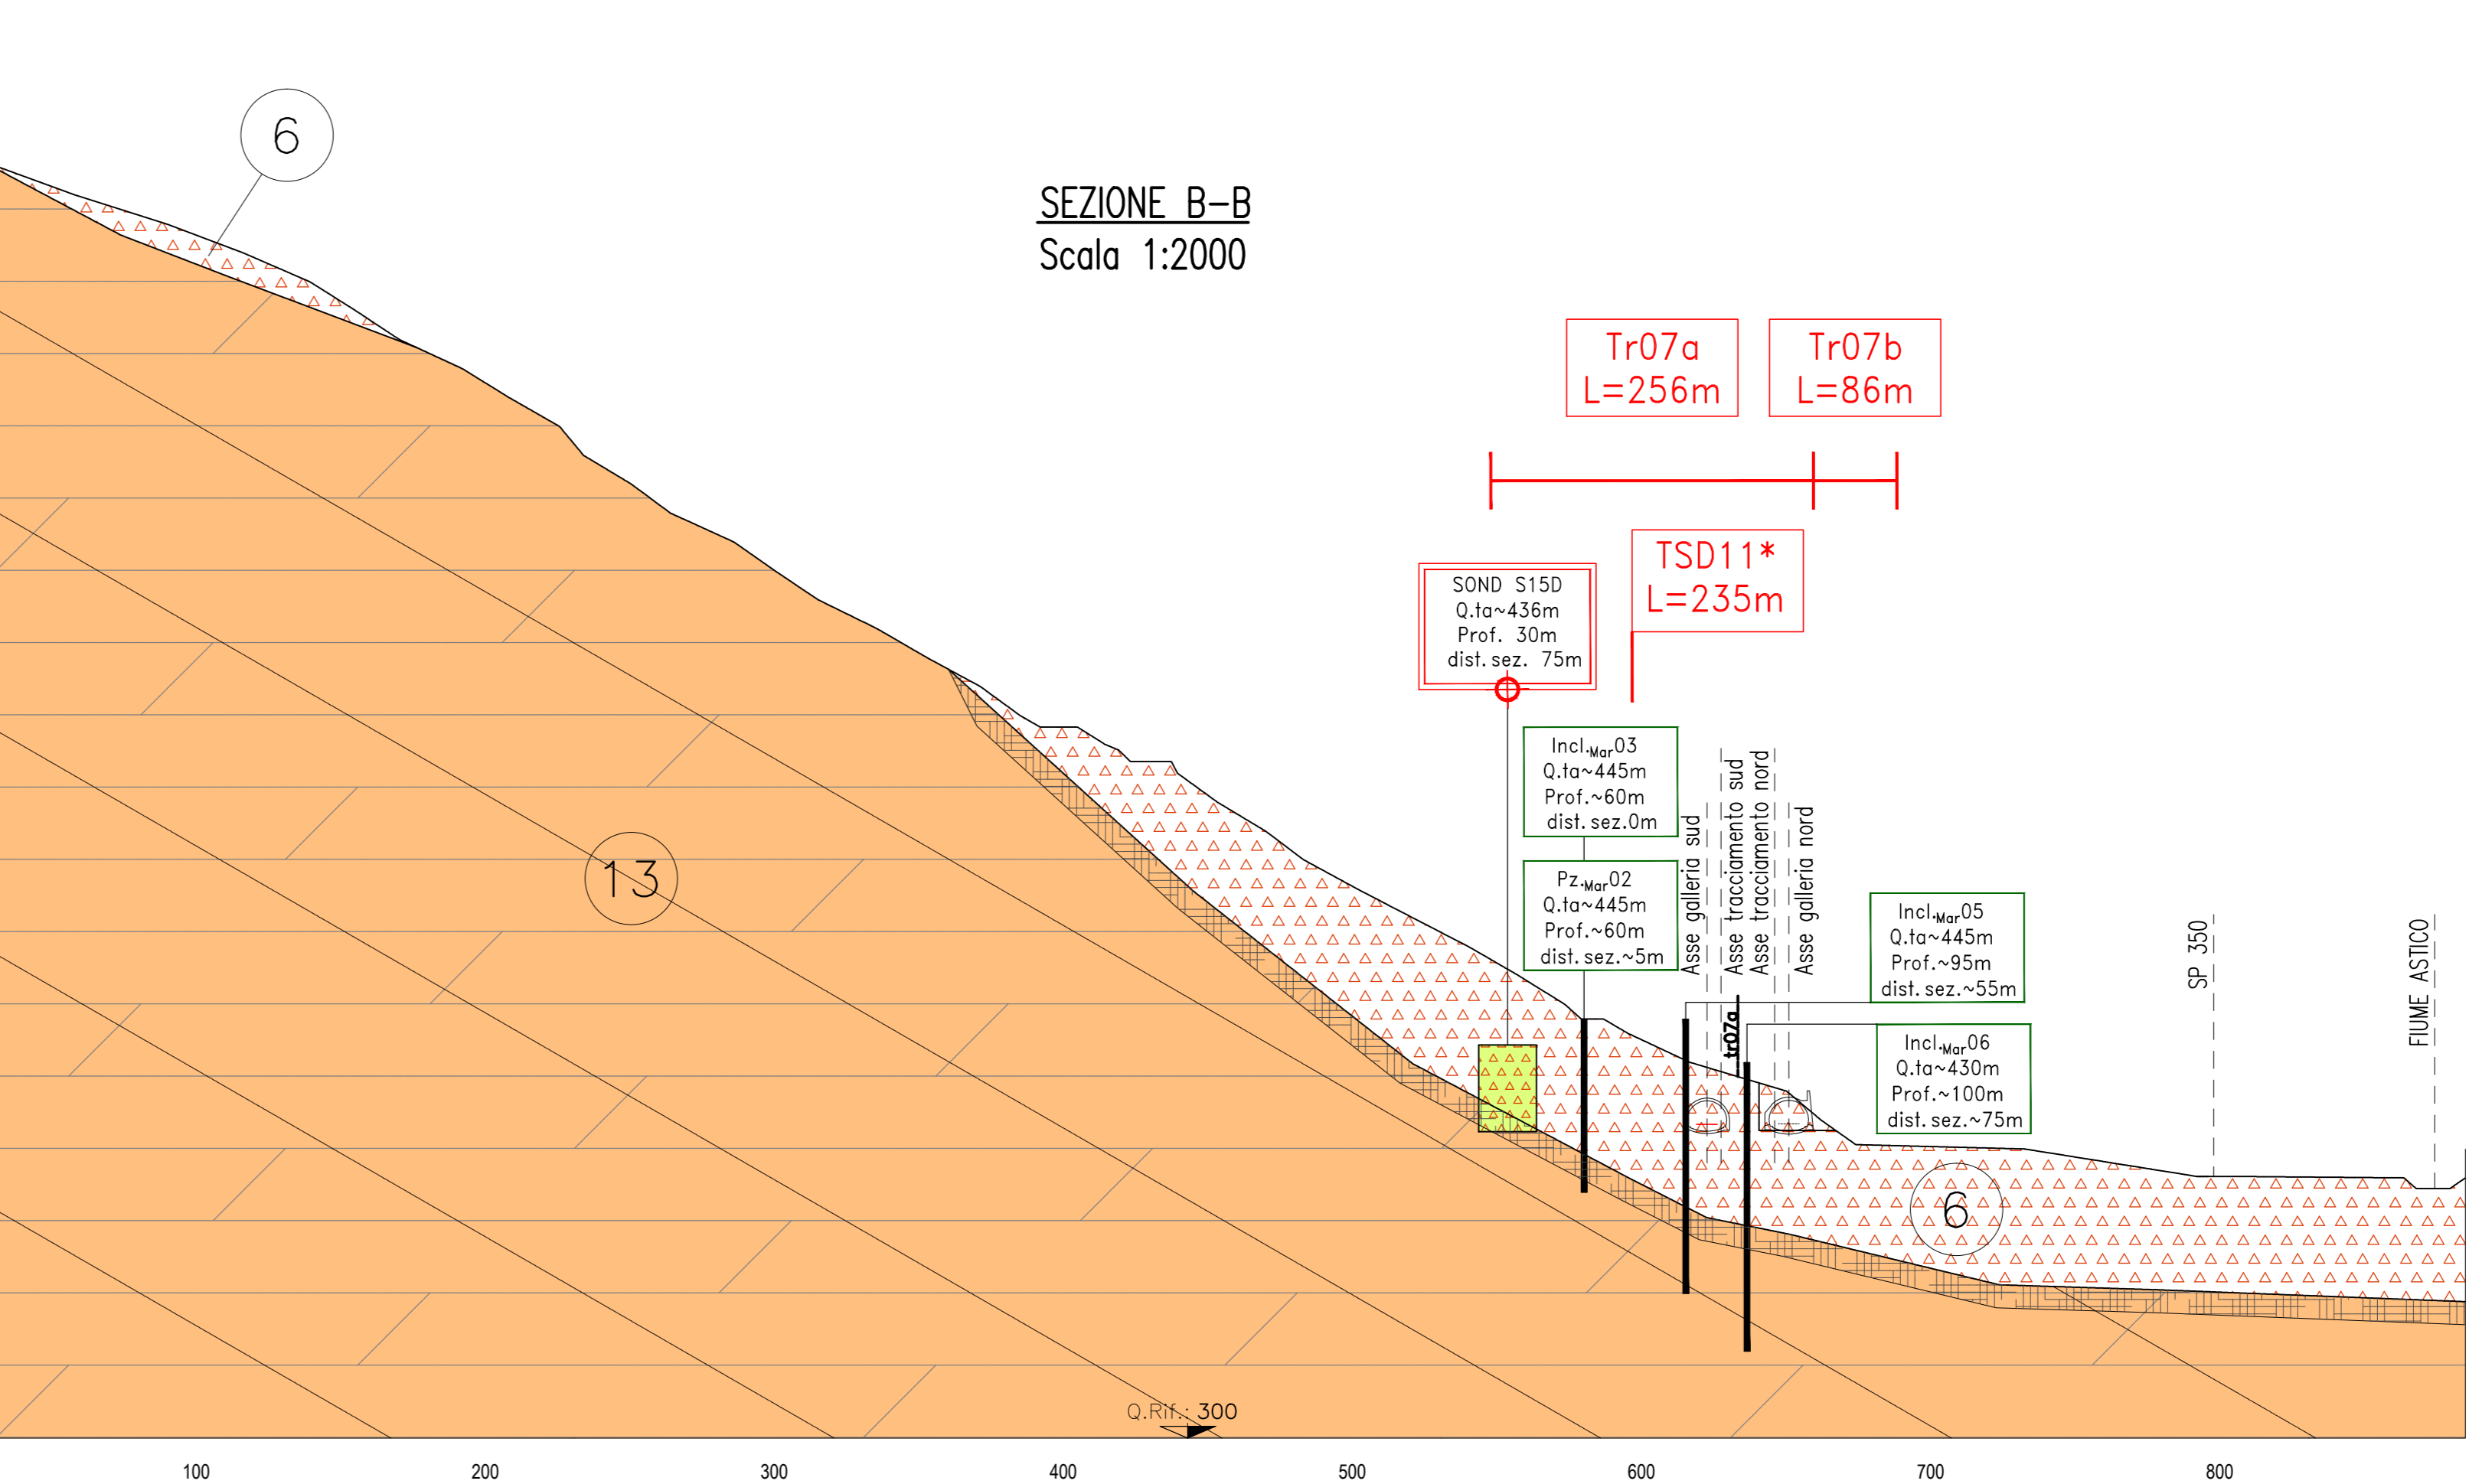 6
SEZIONE B-B
Scala 1:2000
Tr07a
L=256m
Tr07b
L=86m
TSD11*
L=235m
SOND S15D
Q.ta~436m
Prof. 30m
dist.sez. 75m
Incl.Mar03
Q.ta~445m
Prof.~60m
dist.sez.0m
Pz.Mar02
Q.ta~445m
Prof.~60m
dist.sez.~5m
Asse galleria sud
Asse tracciamento sud
Asse tracciamento nord
Asse galleria nord
tr07a
Incl.Mar05
Q.ta~445m
Prof.~95m
dist.sez.~55m
Incl.Mar06
Q.ta~430m
Prof.~100m
dist.sez.~75m
SP 350
FIUME ASTICO
13
6
Q.Rif.: 300
100 200 300 400 500 600 700 800